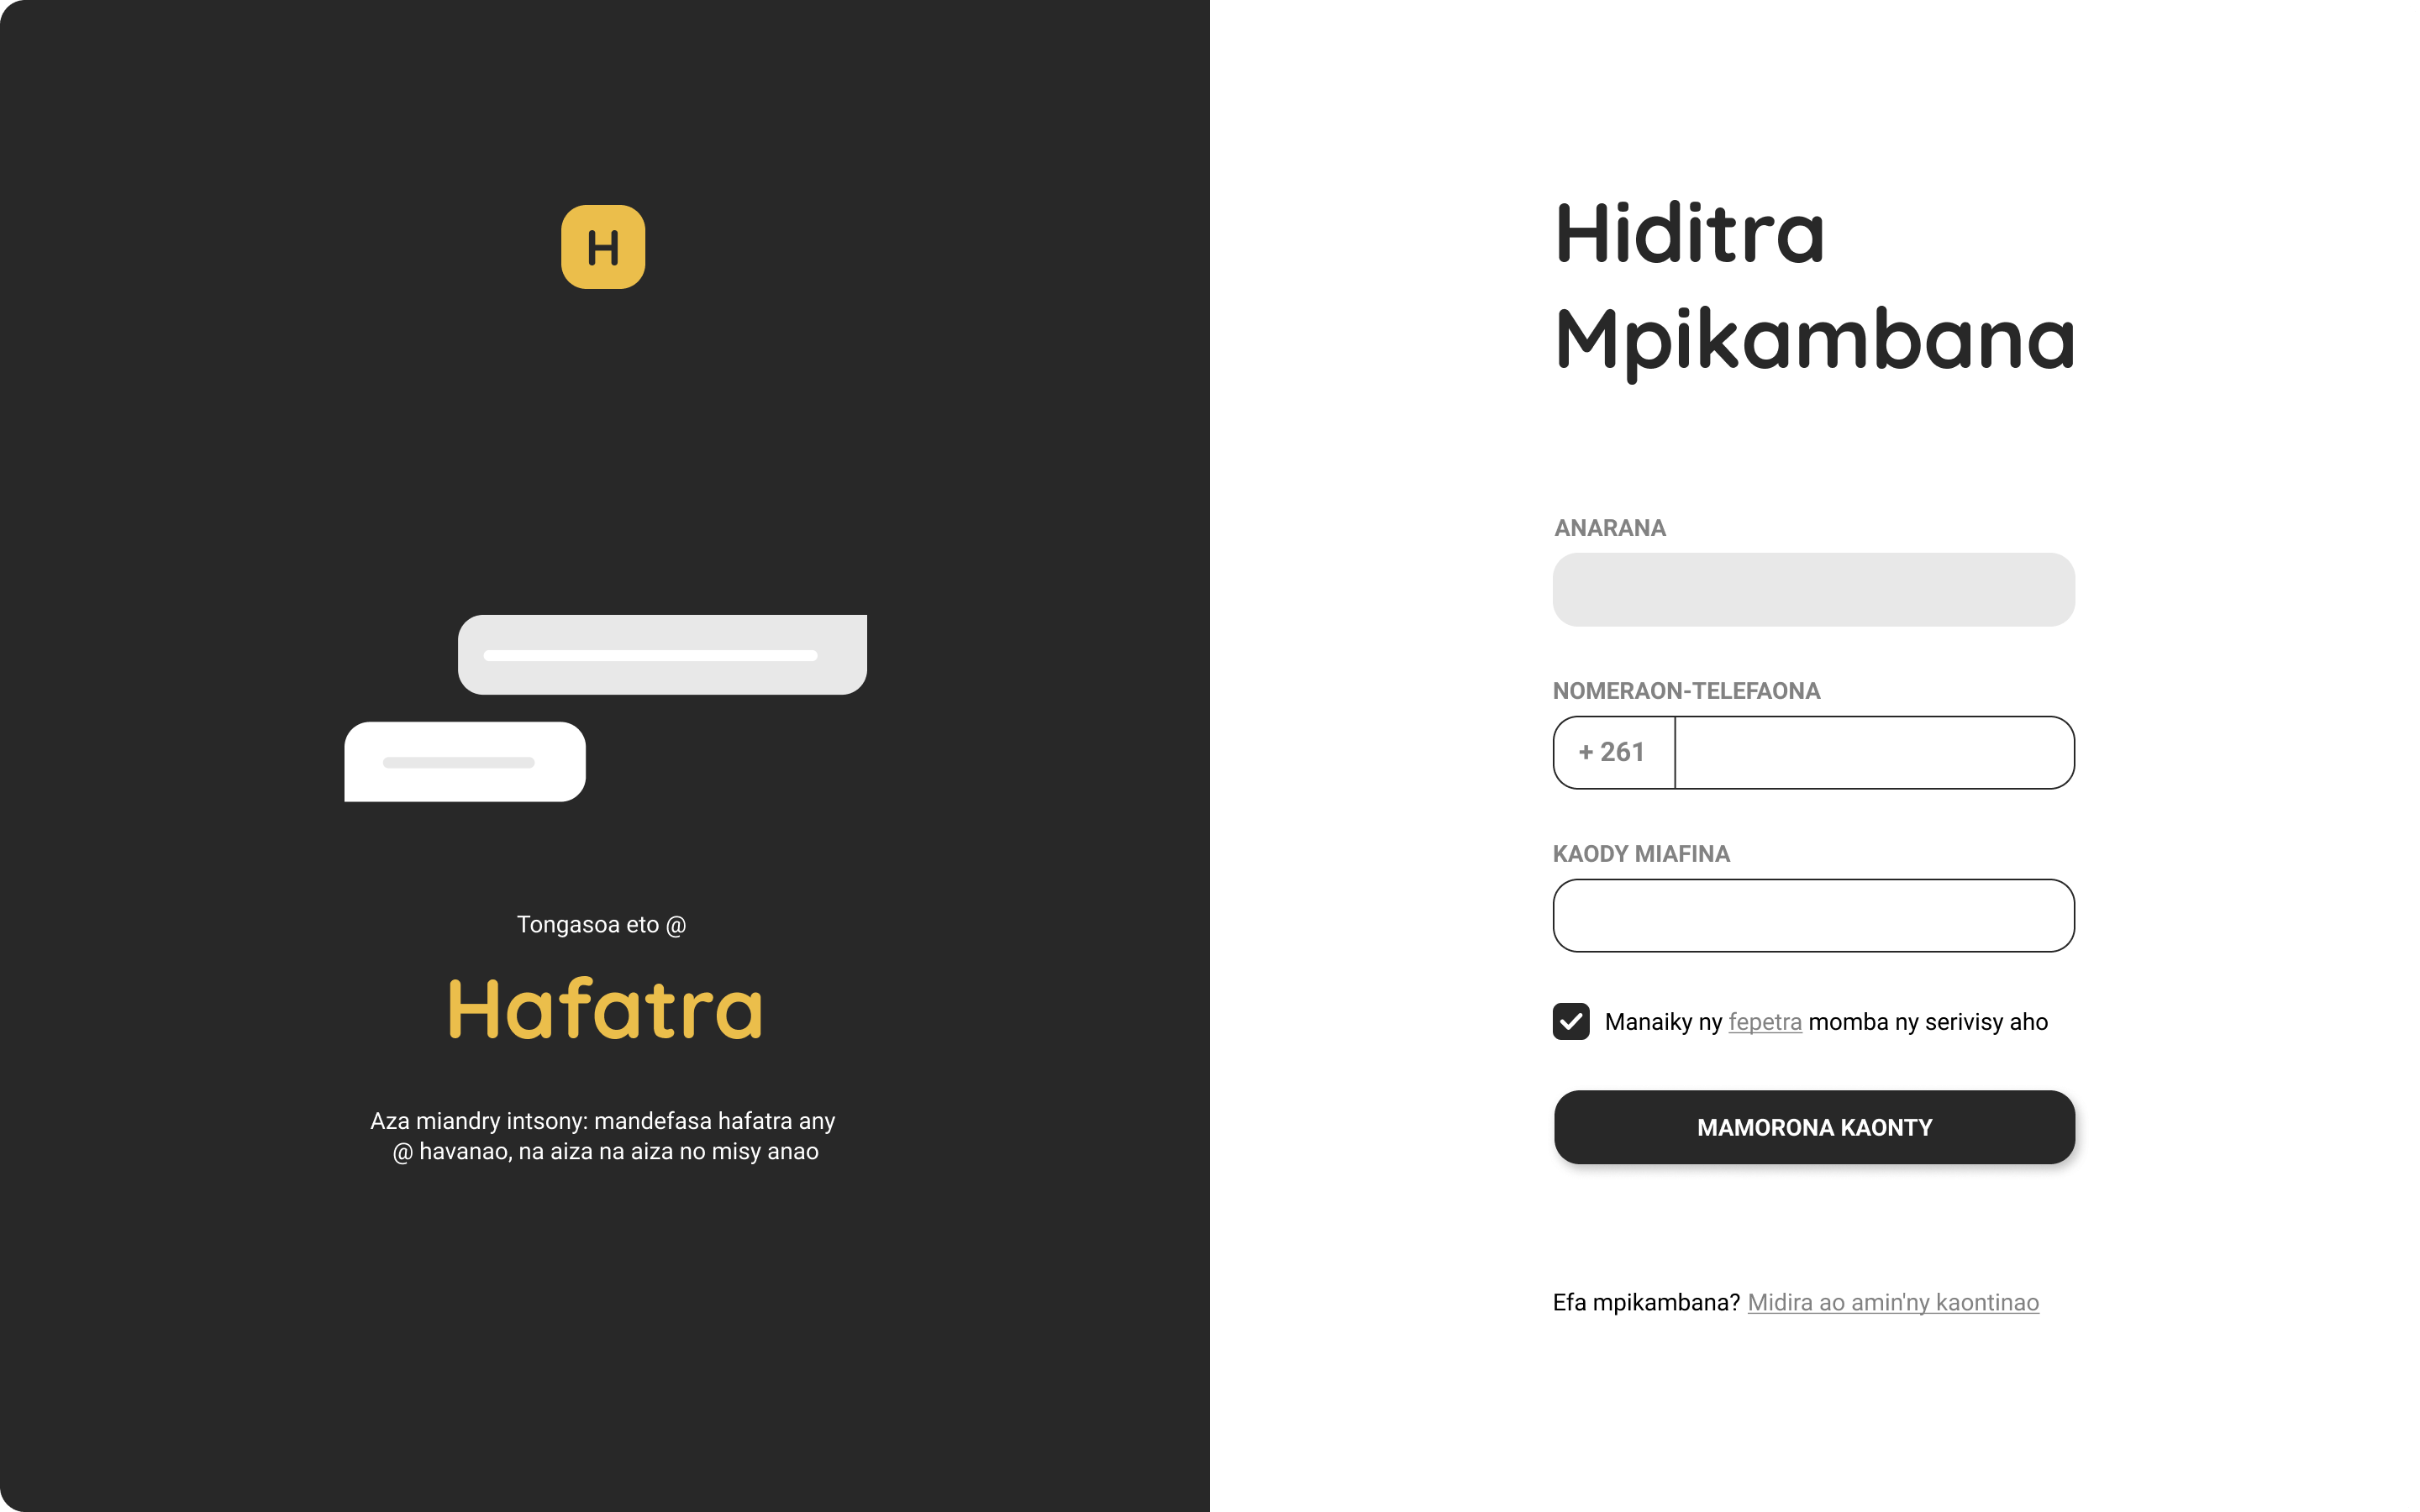 H
Tongasoa eto @
Hafatra
Aza miandry intsony: mandefasa hafatra any
@ havanao, na aiza na aiza no misy anao
Hiditra
Mpikambana
ANARANA
NOMERAON-TELEFAONA
+ 261
KAODY MIAFINA
Manaiky ny fepetra momba ny serivisy aho
MAMORONA KAONTY
Efa mpikambana? Midira ao amin'ny kaontinao